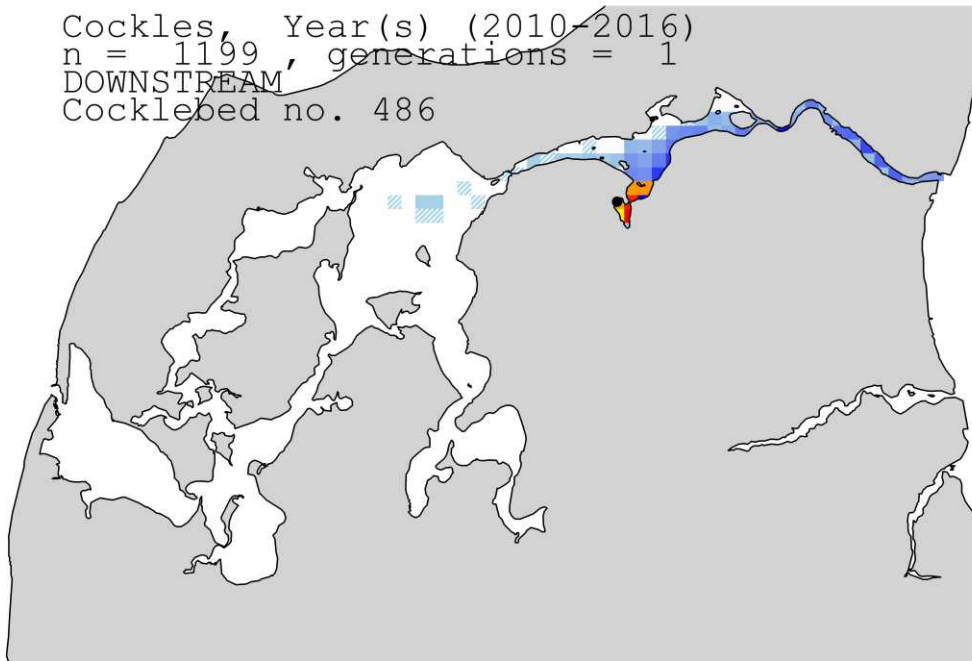 Cockles, Year(s) (2010-2016)
n = 1199 , generations = 1
DOWNSTREAM
Cocklebed no. 486